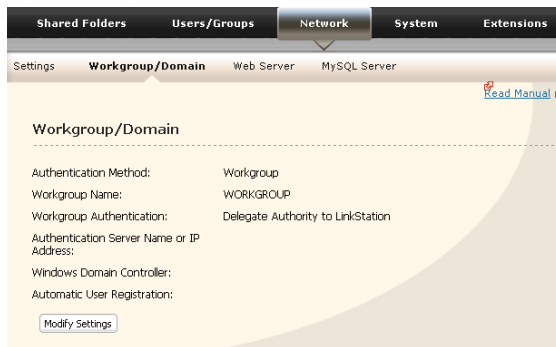 Shared Folders Users/Groups Network System Extensions
Settings Workgroup/Domain Web Server MySQL Server
Read Manual
Workgroup/Domain
Authentication Method: Workgroup
Workgroup Name: WORKGROUP
Workgroup Authentication: Delegate Authority to LinkStation
Authentication Server Name or IP
Address:
Windows Domain Controller:
Automatic User Registration:
Modify Settings